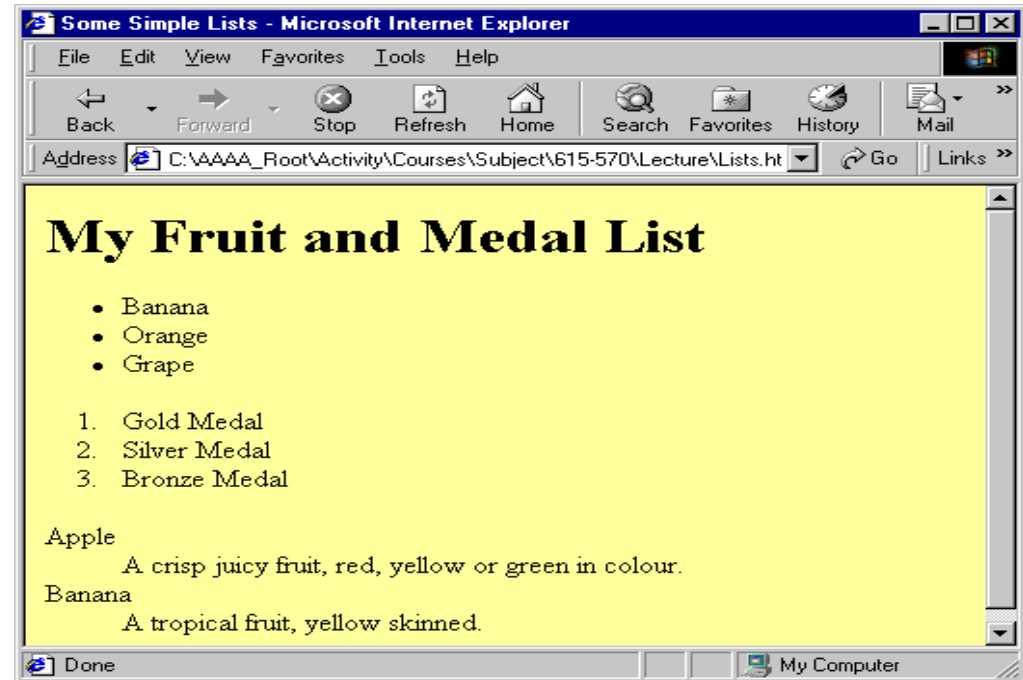 Some Simple Lists - Microsoft Internet Explorer
File Edit View Favorites Tools Help
Back Forward Stop Refresh Home Search Favorites History Mail »
Address C:\AAAA_Root\Activity\Courses\Subject\615-570\Lecture\Lists.ht Go Links »
My Fruit and Medal List
• Banana
• Orange
• Grape
1. Gold Medal
2. Silver Medal
3. Bronze Medal
Apple
A crisp juicy fruit, red, yellow or green in colour.
Banana
A tropical fruit, yellow skinned.
Done My Computer